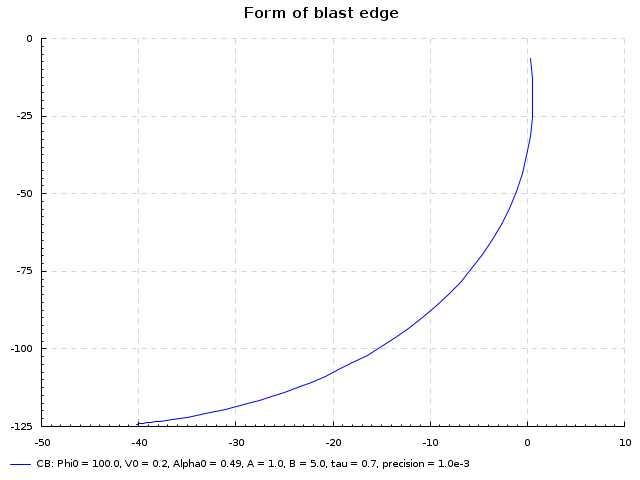 Form of blast edge
0
-25
-50
-75
-100
-125
-50 -40 -30 -20 -10 0 10
CB: Phi0 = 100.0, V0 = 0.2, Alpha0 = 0.49, A = 1.0, B = 5.0, tau = 0.7, precision = 1.0e-3